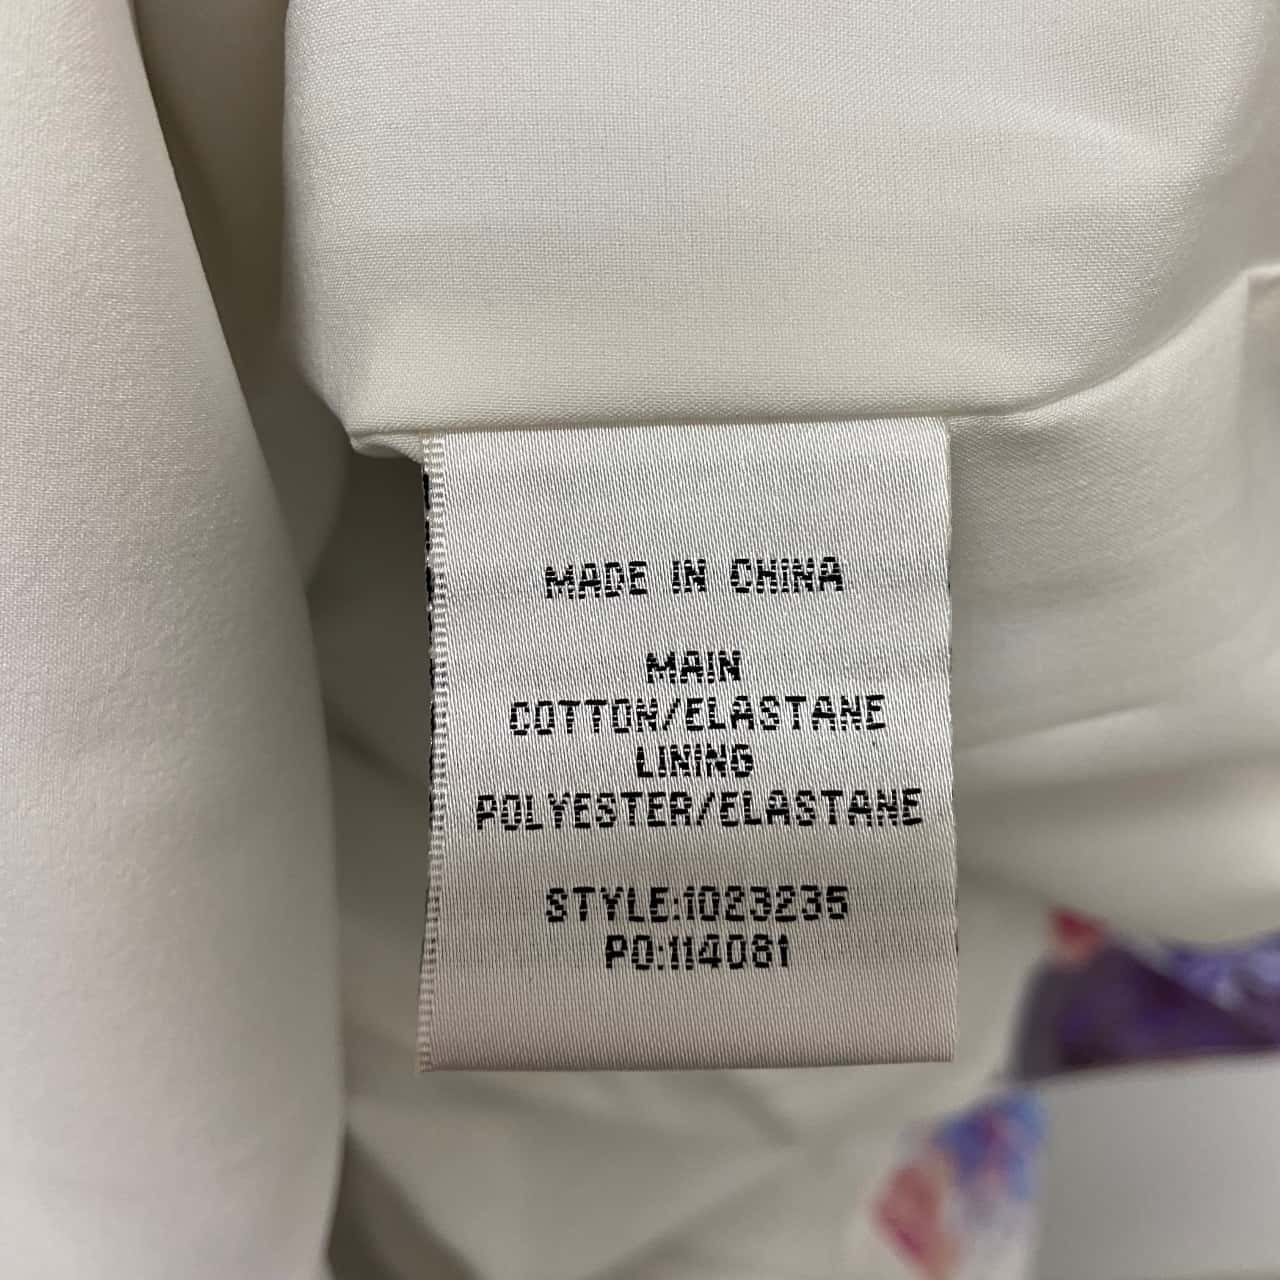 MADE IN CHINA
MAIN
COTTON/ELASTANE
LINING
POLYESTER/ELASTANE
STYLE:1023235
PO:114081